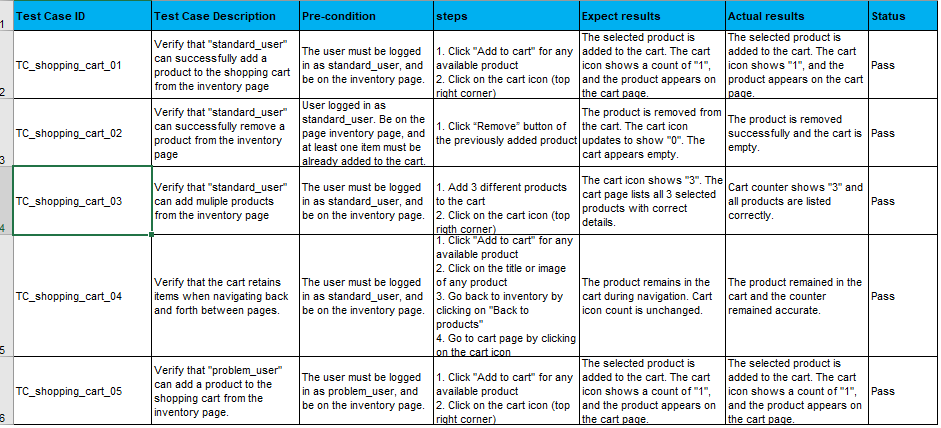 Test Case ID Test Case Description Pre-condition steps Expect results Actual results Status
1
TC_shopping_cart_01
Verify that "standard_user"
can successfully add a
product to the shopping cart
from the inventory page
The user must be logged
in as standard_user, and
be on the inventory page.
1. Click "Add to cart" for any
available product
2. Click on the cart icon (top
right corner)
The selected product is
added to the cart. The cart
icon shows a count of "1",
and the product appears on
the cart page.
The selected product is
added to the cart. The cart
icon shows "1", and the
product appears on the cart
page.
Pass
2
TC_shopping_cart_02
Verify that "standard_user"
can successfully remove a
product from the inventory
page
User logged in as
standard_user. Be on the
page inventory page, and
at least one item must be
already added to the cart.
1. Click “Remove” button of
the previously added product
The product is removed from
the cart. The cart icon
updates to show "0". The
cart appears empty.
The product is removed
successfully and the cart is
empty.
Pass
3
TC_shopping_cart_03
Verify that "standard_user"
can add muliple products
from the inventory page
The user must be logged
in as standard_user, and
be on the inventory page.
1. Add 3 different products
to the cart
2. Click on the cart icon (top
rigth corner)
The cart icon shows "3". The
cart page lists all 3 selected
products with correct
details.
Cart counter shows "3" and
all products are listed
correctly.
Pass
4
TC_shopping_cart_04
Verify that the cart retains
items when navigating back
and forth between pages.
The user must be logged
in as standard_user, and
be on the inventory page.
1. Click "Add to cart" for any
available product
2. Click on the title or image
of any product
3. Go back to inventory by
clicking on "Back to
products"
4. Go to cart page by clicking
on the cart icon
The product remains in the
cart during navigation. Cart
icon count is unchanged.
The product remained in the
cart and the counter
remained accurate.
Pass
5
TC_shopping_cart_05
Verify that "problem_user"
can add a product to the
shopping cart from the
inventory page.
The user must be logged
in as problem_user, and
be on the inventory page.
1. Click "Add to cart" for any
available product
2. Click on the cart icon (top
right corner)
The selected product is
added to the cart. The cart
icon shows a count of "1",
and the product appears on
the cart page.
The selected product is
added to the cart. The cart
icon shows a count of "1",
and the product appears on
the cart page.
Pass
6